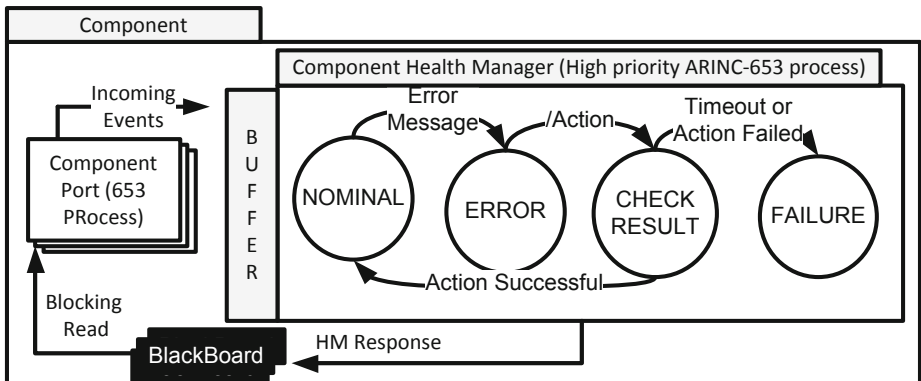 Component
Component Health Manager (High priority ARINC-653 process)
Incoming
Events
Component
Port (653
PRocess)
B
U
F
F
E
R
Error
Message
/Action
Timeout or
Action Failed
NOMINAL
ERROR
CHECK
RESULT
FAILURE
Action Successful
Blocking
Read
BlackBoard
HM Response